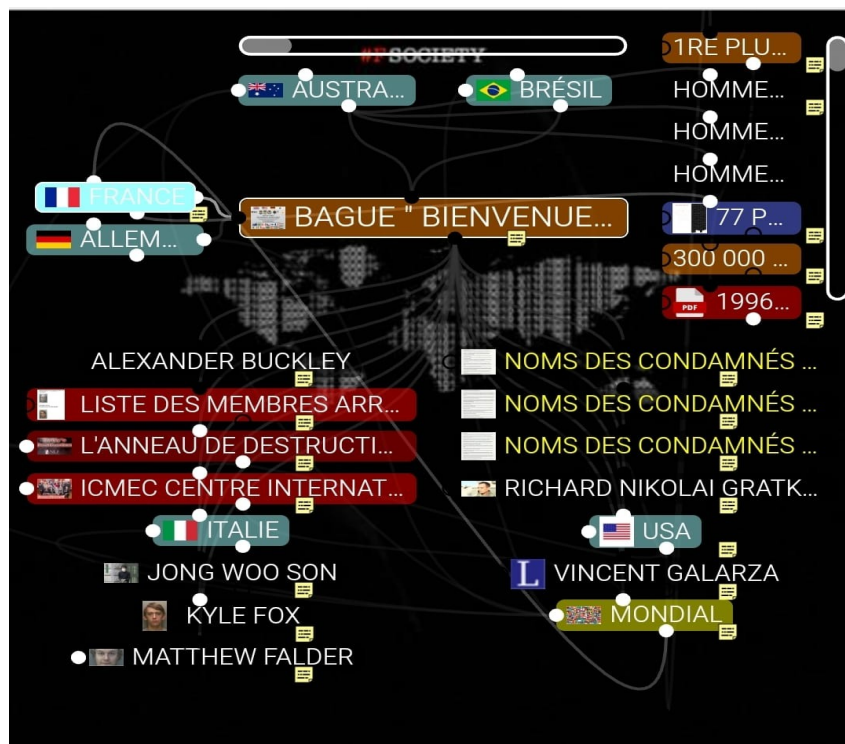 #FSOCIETY
AUSTRA...
BRÉSIL
1RE PLU...
HOMME...
HOMME...
HOMME...
77 P...
300 000 ...
PDF 1996...
FRANCE
ALLEM...
BAGUE " BIENVENUE...
ALEXANDER BUCKLEY
LISTE DES MEMBRES ARR...
L'ANNEAU DE DESTRUCTI...
ICMEC CENTRE INTERNAT...
ITALIE
JONG WOO SON
KYLE FOX
MATTHEW FALDER
NOMS DES CONDAMNÉS ...
NOMS DES CONDAMNÉS ...
NOMS DES CONDAMNÉS ...
RICHARD NIKOLAI GRATK...
USA
L VINCENT GALARZA
MONDIAL